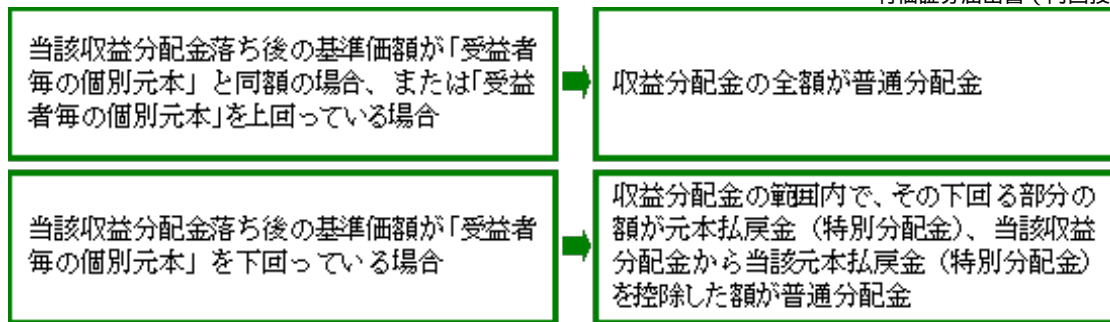 当該収益分配金落ち後の基準価額が「受益者
毎の個別元本」と同額の場合、または「受益
者毎の個別元本」を上回っている場合
収益分配金の全額が普通分配金
当該収益分配金落ち後の基準価額が「受益者
毎の個別元本」を下回っている場合
収益分配金の範囲内で、その下回る部分の
額が元本払戻金（特別分配金）、当該収益
分配金から当該元本払戻金（特別分配金）
を控除した額が普通分配金